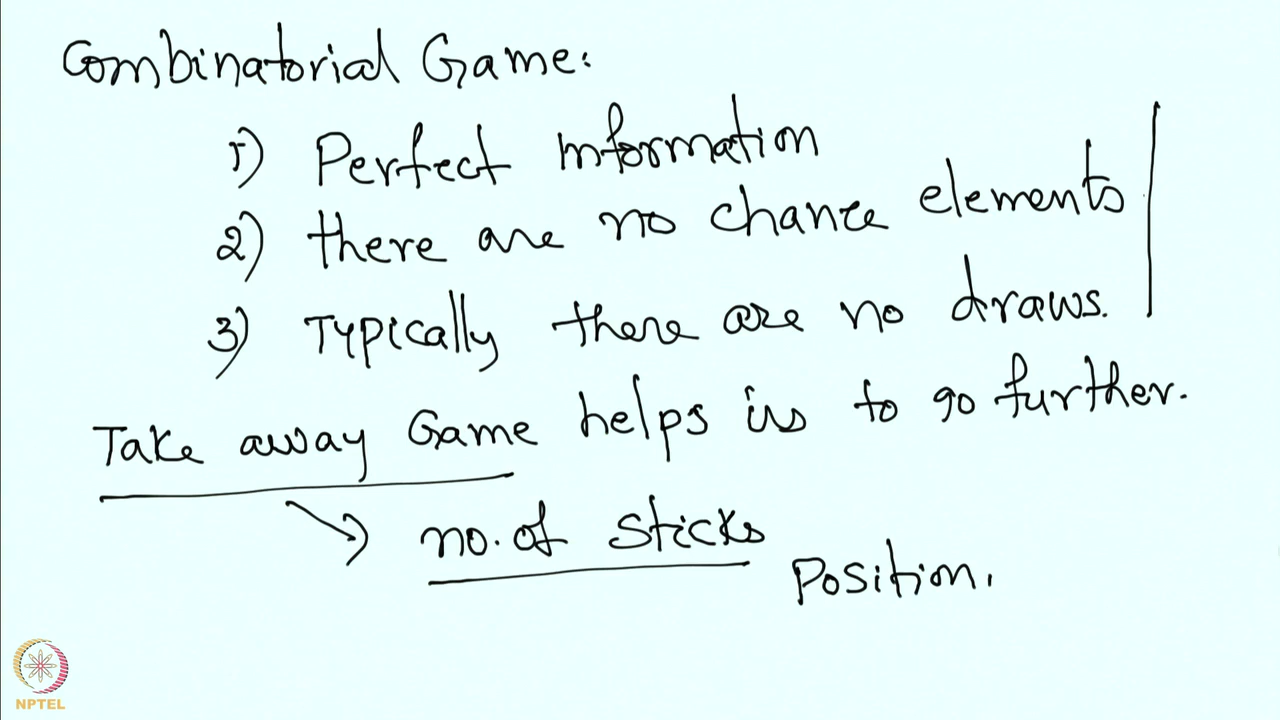 Combinatorial Game:
1) Perfect information
2) there are no chance elements
3) Typically there are no draws.
Take away Game helps us to go further.
→ no. of sticks
Position.
NPTEL